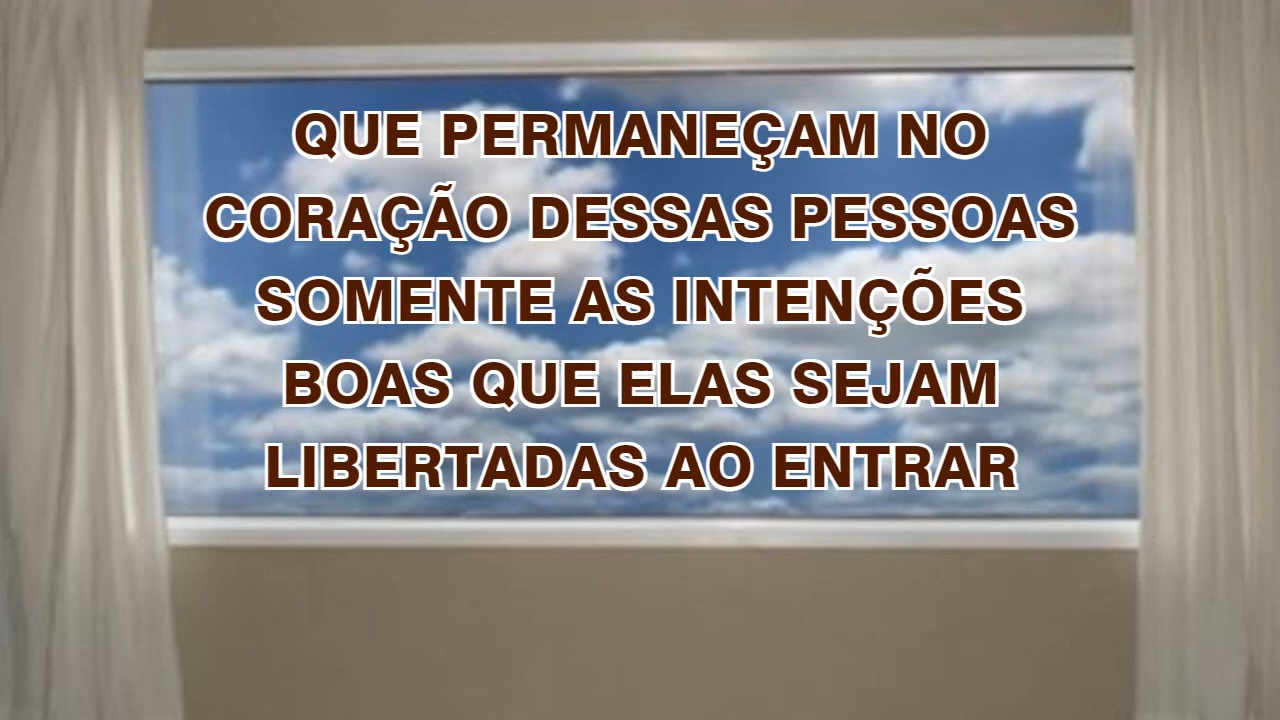 QUE PERMANEÇAM NO
CORAÇÃO DESSAS PESSOAS
SOMENTE AS INTENÇÕES
BOAS QUE ELAS SEJAM
LIBERTADAS AO ENTRAR